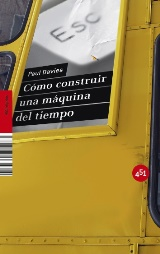 Esc
Paul Davies
Cómo construir
una máquina
del tiempo
451